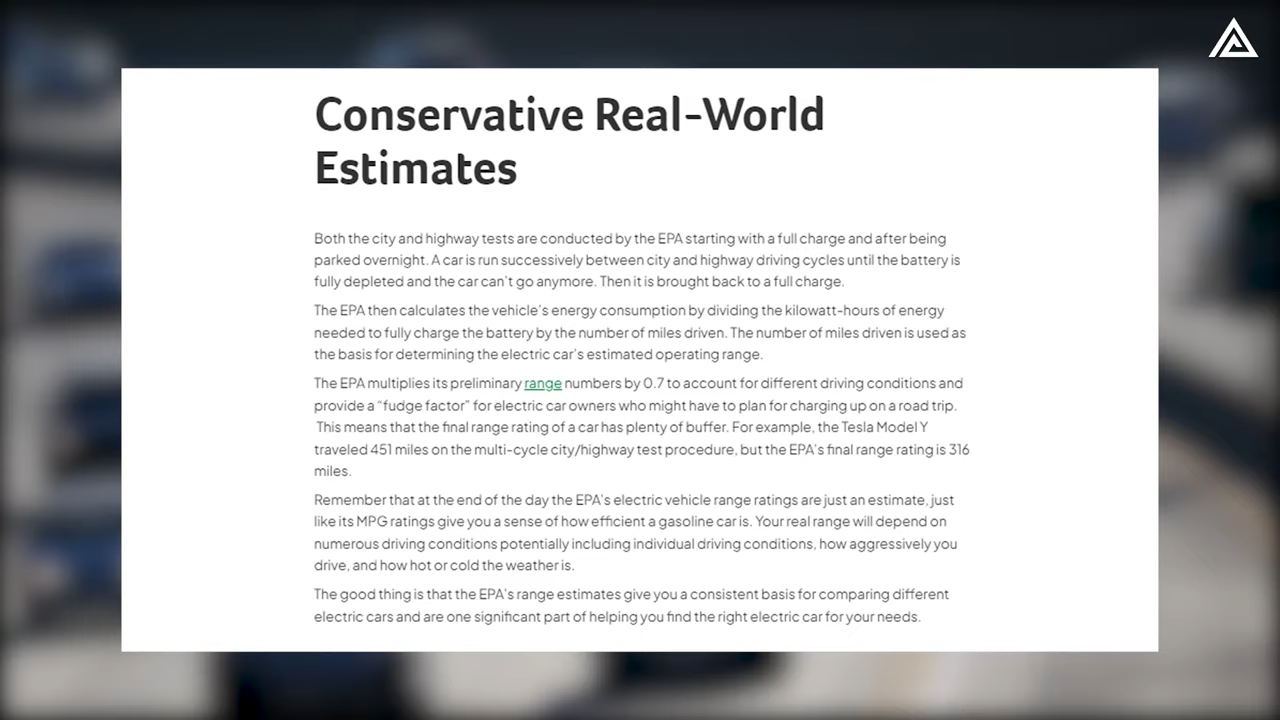 Conservative Real-World
Estimates
Both the city and highway tests are conducted by the EPA starting with a full charge and after being
parked overnight. A car is run successively between city and highway driving cycles until the battery is
fully depleted and the car can't go anymore. Then it is brought back to a full charge.
The EPA then calculates the vehicle's energy consumption by dividing the kilowatt-hours of energy
needed to fully charge the battery by the number of miles driven. The number of miles driven is used as
the basis for determining the electric car's estimated operating range.
The EPA multiplies its preliminary range numbers by 0.7 to account for different driving conditions and
provide a “fudge factor” for electric car owners who might have to plan for charging up on a road trip.
This means that the final range rating of a car has plenty of buffer. For example, the Tesla Model Y
traveled 451 miles on the multi-cycle city/highway test procedure, but the EPA's final range rating is 316
miles.
Remember that at the end of the day the EPA's electric vehicle range ratings are just an estimate, just
like its MPG ratings give you a sense of how efficient a gasoline car is. Your real range will depend on
numerous driving conditions potentially including individual driving conditions, how aggressively you
drive, and how hot or cold the weather is.
The good thing is that the EPA's range estimates give you a consistent basis for comparing different
electric cars and are one significant part of helping you find the right electric car for your needs.